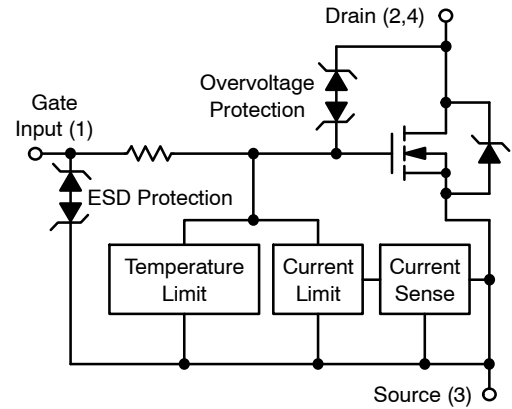 Drain (2,4)
Overvoltage
Protection
Gate
Input (1)
ESD Protection
Temperature
Limit
Current
Limit
Current
Sense
Source (3)